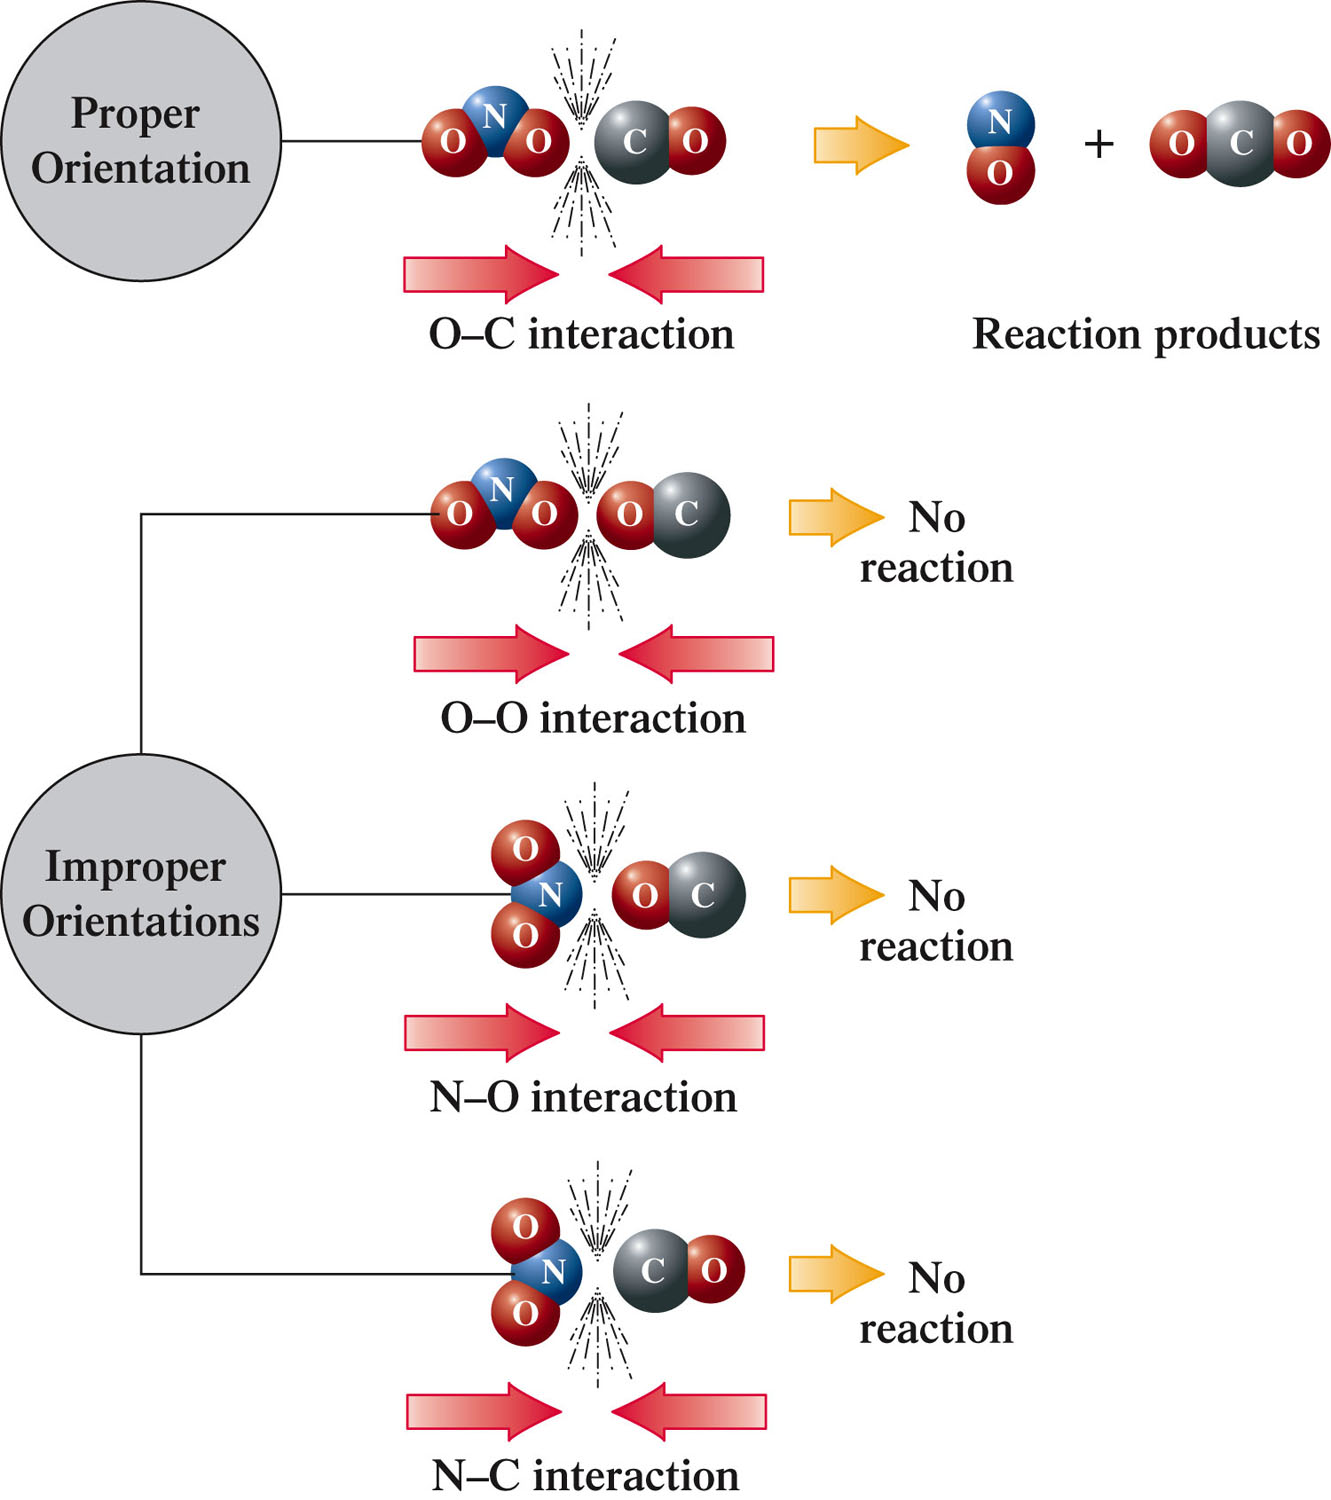 Proper
Orientation
O N O C O
N
O
+
O C O
O–C interaction
Reaction products
O N O O C
No
reaction
O–O interaction
Improper
Orientations
O
N
O
O C
No
reaction
N–O interaction
O
N
O
C O
No
reaction
N–C interaction